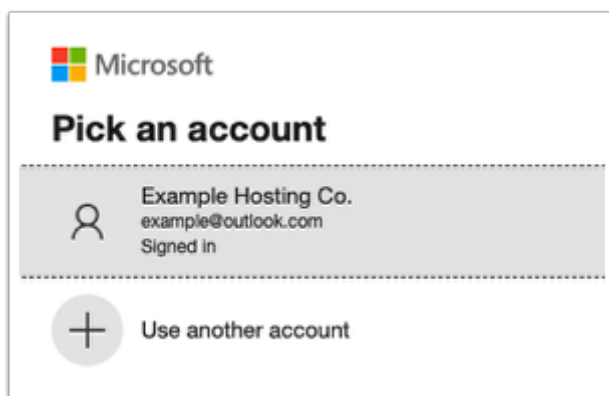 Microsoft
Pick an account
Example Hosting Co.
example@outlook.com
Signed in
Use another account